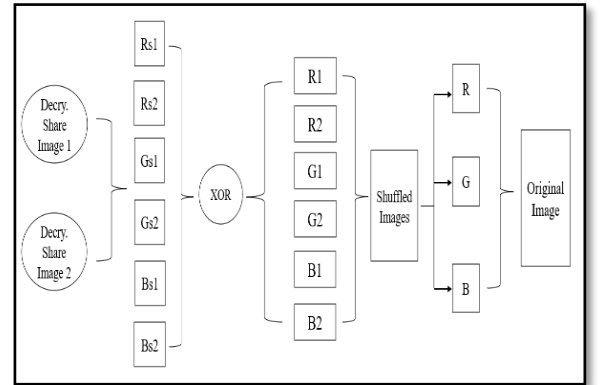 Decry.
Share
Image 1
Decry.
Share
Image 2
Rs1
Rs2
Gs1
Gs2
Bs1
Bs2
XOR
R1
R2
G1
G2
B1
B2
Shuffled
Images
R
G
B
Original
Image